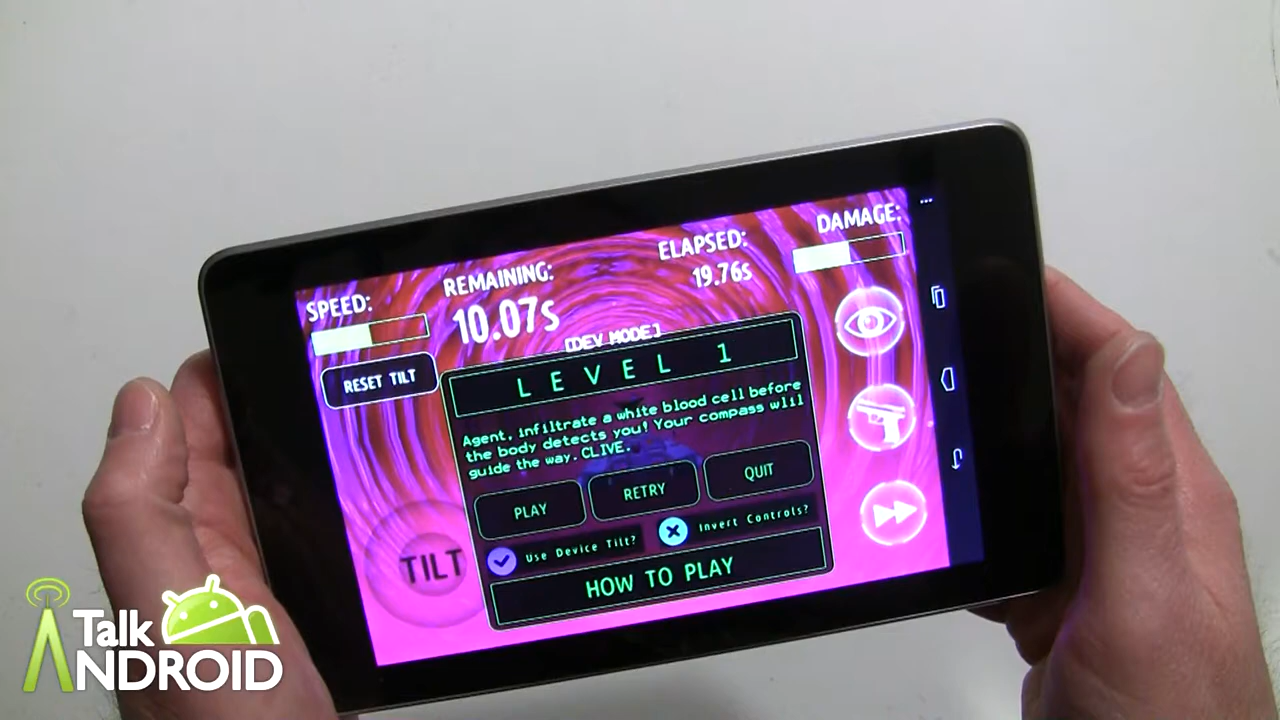 SPEED:
REMAINING:
10.07s
ELAPSED:
19.76s
DAMAGE:
RESET TILT
[DEV MODE]
LEVEL 1
Agent, infiltrate a white blood cell before
the body detects you! Your compass wlil
guide the way. CLIVE.
PLAY
RETRY
QUIT
Use Device Tilt?
Invert Controls?
HOW TO PLAY
TILT
Talk
ANDROID